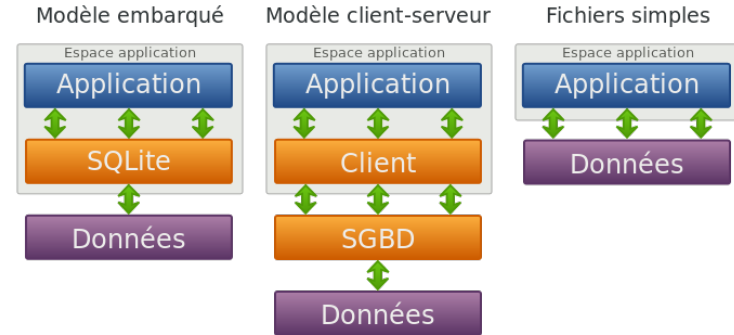 Modèle embarqué
Espace application
Application
SQLite
Données
Modèle client-serveur
Espace application
Application
Client
SGBD
Données
Fichiers simples
Espace application
Application
Données